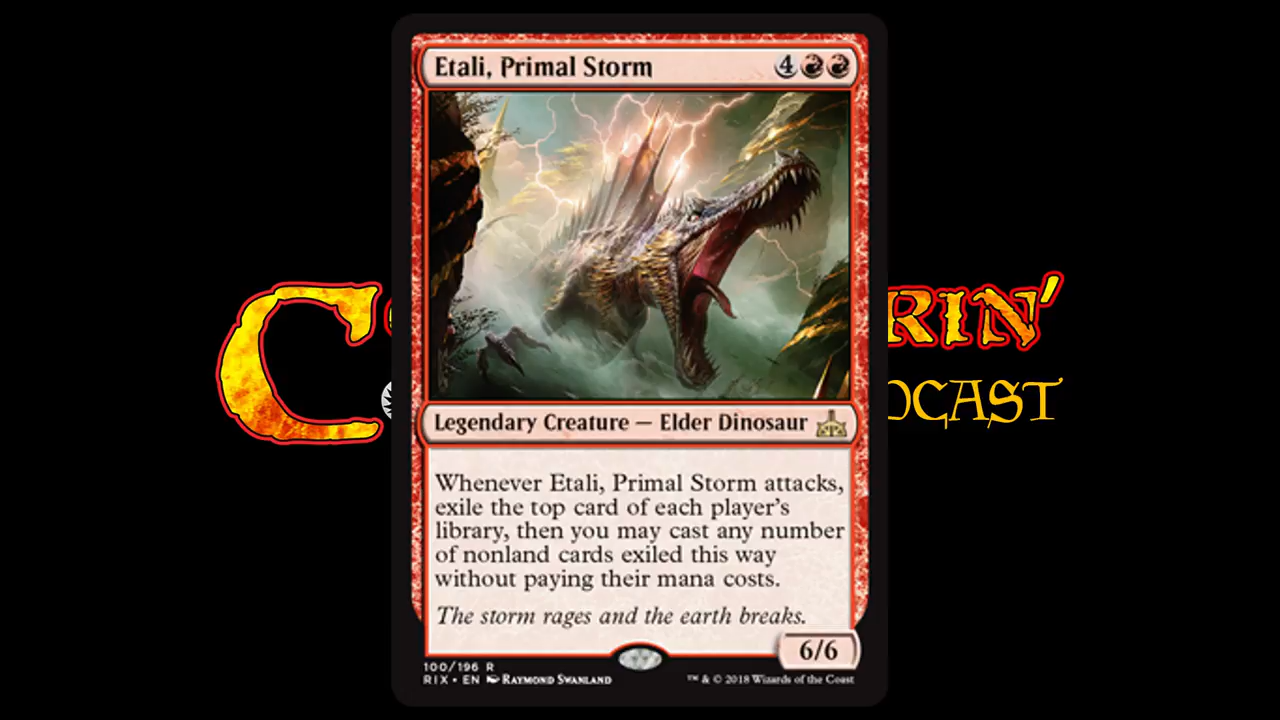 Etali, Primal Storm 4
C RIN'
DCAST
Legendary Creature — Elder Dinosaur
Whenever Etali, Primal Storm attacks,
exile the top card of each player's
library, then you may cast any number
of nonland cards exiled this way
without paying their mana costs.
The storm rages and the earth breaks.
6/6
100/196 R
RIX • EN Raymond Swanland
™ & © 2018 Wizards of the Coast